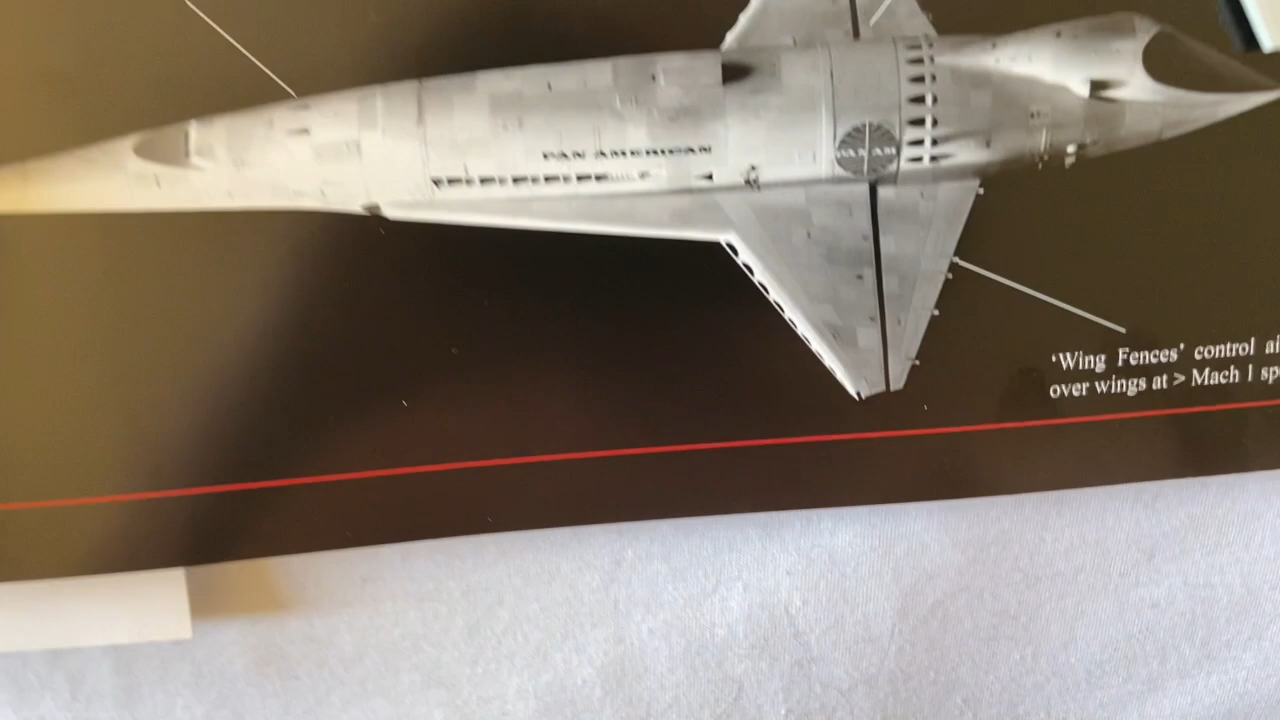 PAN AMERICAN
PAN AM
‘Wing Fences’ control ai
over wings at > Mach 1 sp